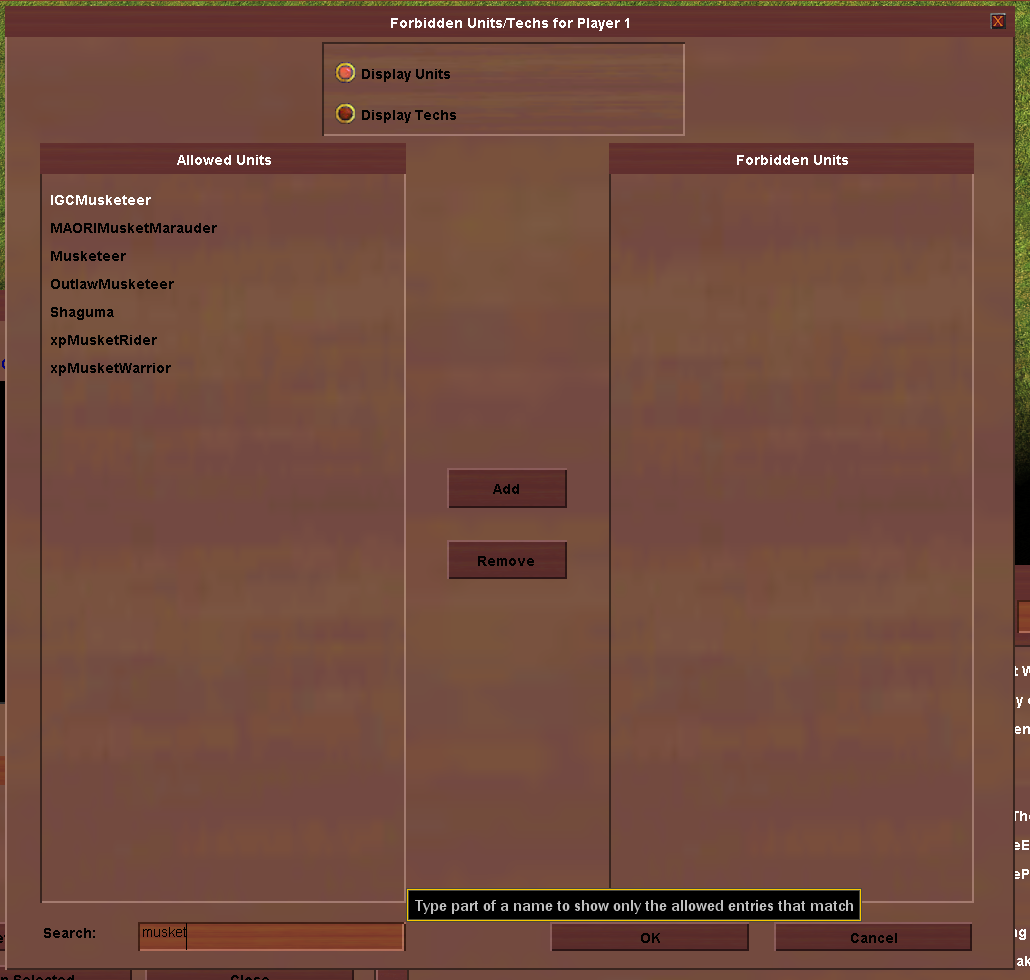 Forbidden Units/Techs for Player 1
X
Display Units
Display Techs
Allowed Units
Forbidden Units
IGCMusketeer
MAORIMusketMarauder
Musketeer
OutlawMusketeer
Shaguma
xpMusketRider
xpMusketWarrior
Add
Remove
Type part of a name to show only the allowed entries that match
Search:
musket
OK
Cancel
Selected
Close